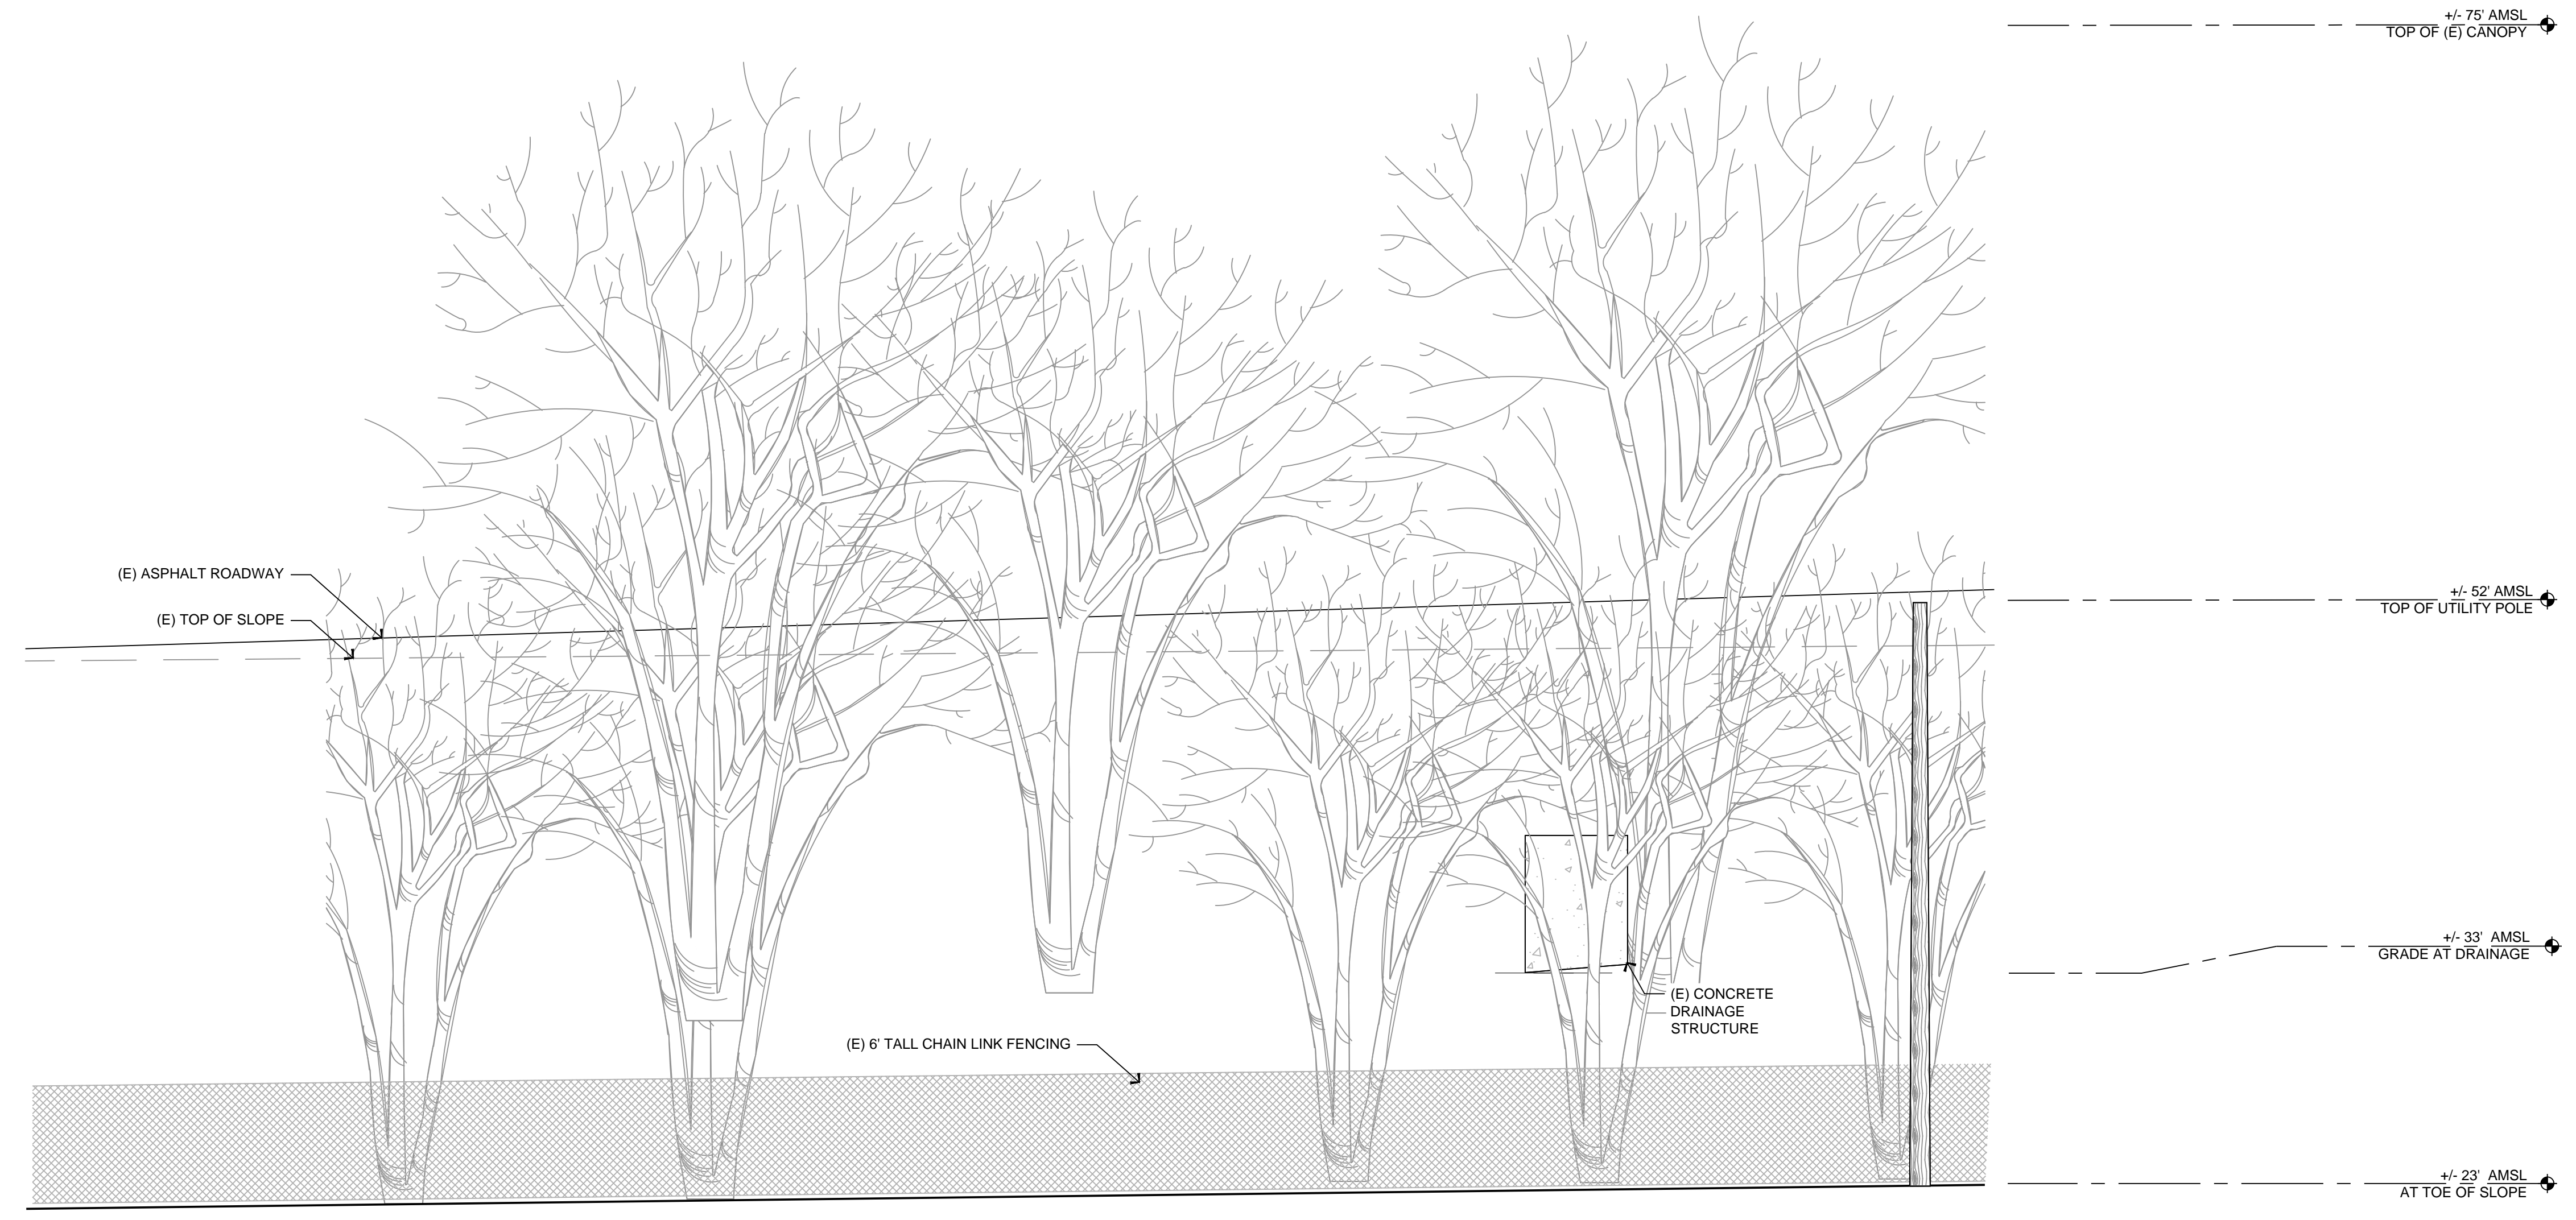 +/- 75' AMSL
TOP OF (E) CANOPY
(E) ASPHALT ROADWAY
(E) TOP OF SLOPE
+/- 52' AMSL
TOP OF UTILITY POLE
+/- 33' AMSL
GRADE AT DRAINAGE
(E) CONCRETE
DRAINAGE
STRUCTURE
(E) 6' TALL CHAIN LINK FENCING
+/- 23' AMSL
AT TOE OF SLOPE